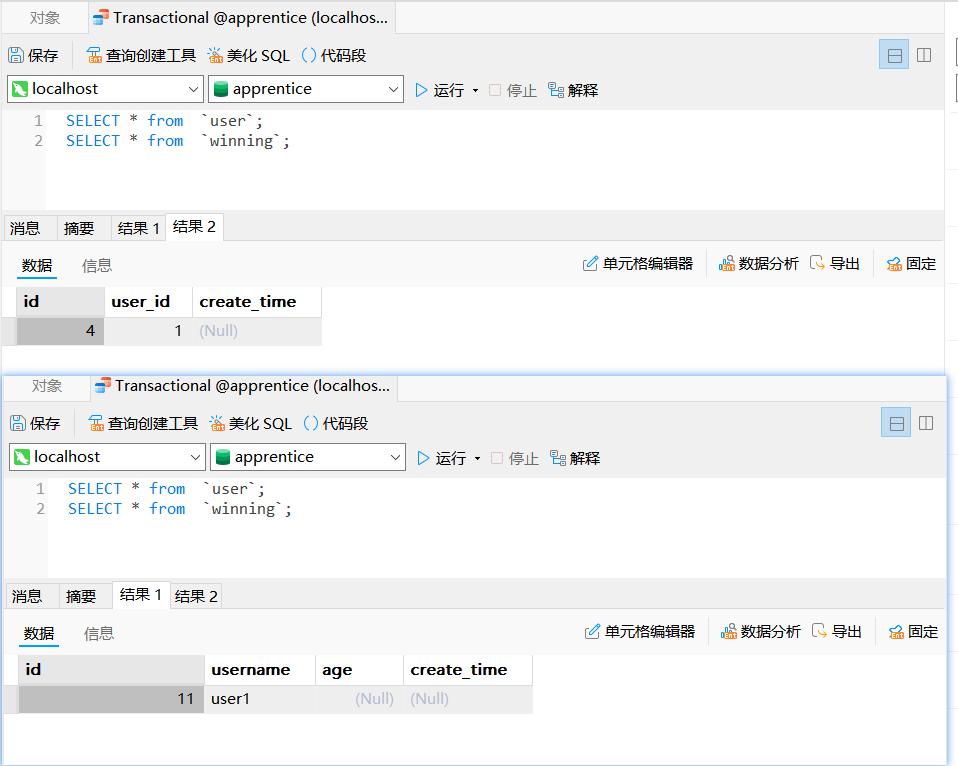 对象 Transactional @apprentice (localhos...
保存 查询创建工具 美化 SQL () 代码段
localhost apprentice 运行 停止 解释
1 SELECT * from `user`;
2 SELECT * from `winning`;
消息 摘要 结果 1 结果 2
数据 信息 单元格编辑器 数据分析 导出 固定
id user_id create_time
4 1 (Null)
对象 Transactional @apprentice (localhos...
保存 查询创建工具 美化 SQL () 代码段
localhost apprentice 运行 停止 解释
1 SELECT * from `user`;
2 SELECT * from `winning`;
消息 摘要 结果 1 结果 2
数据 信息 单元格编辑器 数据分析 导出 固定
id username age create_time
11 user1 (Null) (Null)